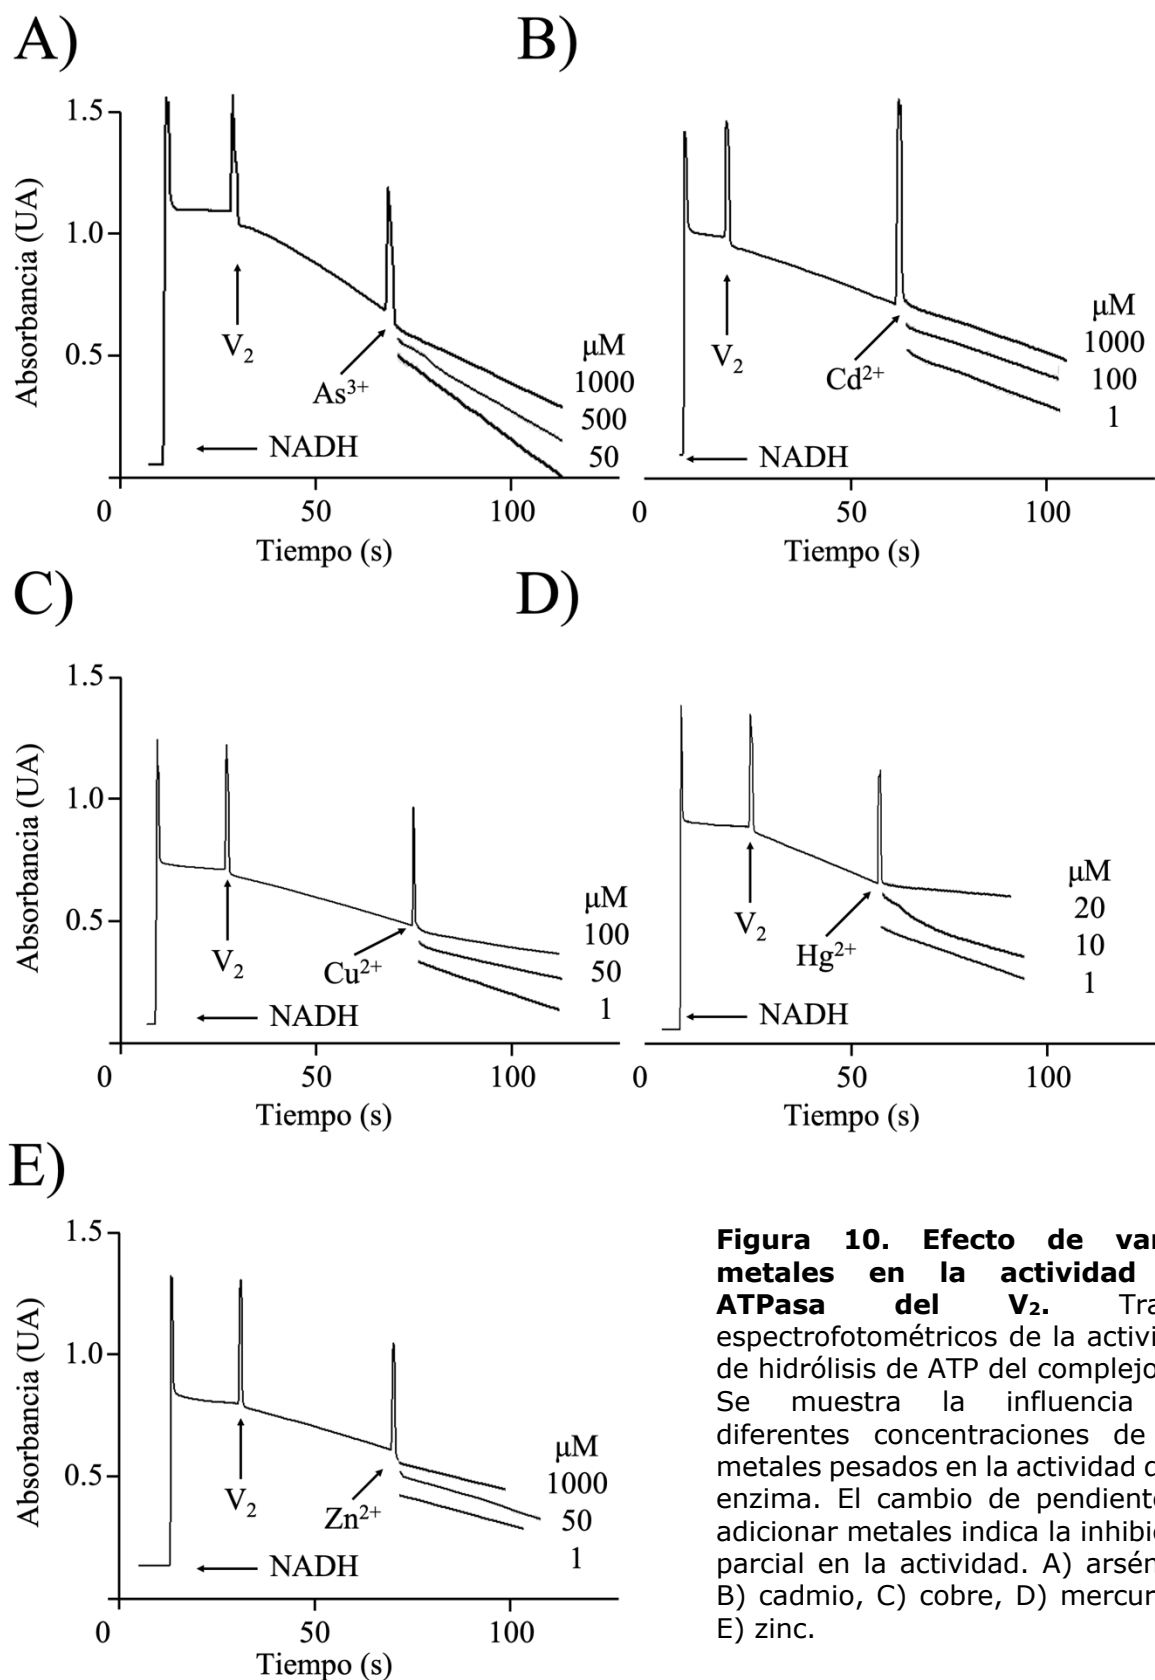 A)
B)
Absorbancia (UA)
1.5
1.0
0.5
V2
As3+
NADH
μM
1000
500
50
0
50
100
Tiempo (s)
V2
Cd2+
NADH
μM
1000
100
1
0
50
100
Tiempo (s)
C)
D)
Absorbancia (UA)
1.5
1.0
0.5
V2
Cu2+
NADH
μM
100
50
1
0
50
100
Tiempo (s)
V2
Hg2+
NADH
μM
20
10
1
0
50
100
Tiempo (s)
E)
Absorbancia (UA)
1.5
1.0
0.5
V2
Zn2+
NADH
μM
1000
50
1
0
50
100
Tiempo (s)
Figura 10. Efecto de
metales en la actividad
ATPasa del V2.
espectrofotométricos de la
de hidrólisis de ATP del complejo
Se muestra la influencia
diferentes concentraciones de
metales pesados en la actividad
enzima. El cambio de pendiente
adicionar metales indica la
parcial en la actividad. A)
B) cadmio, C) cobre, D)
E) zinc.